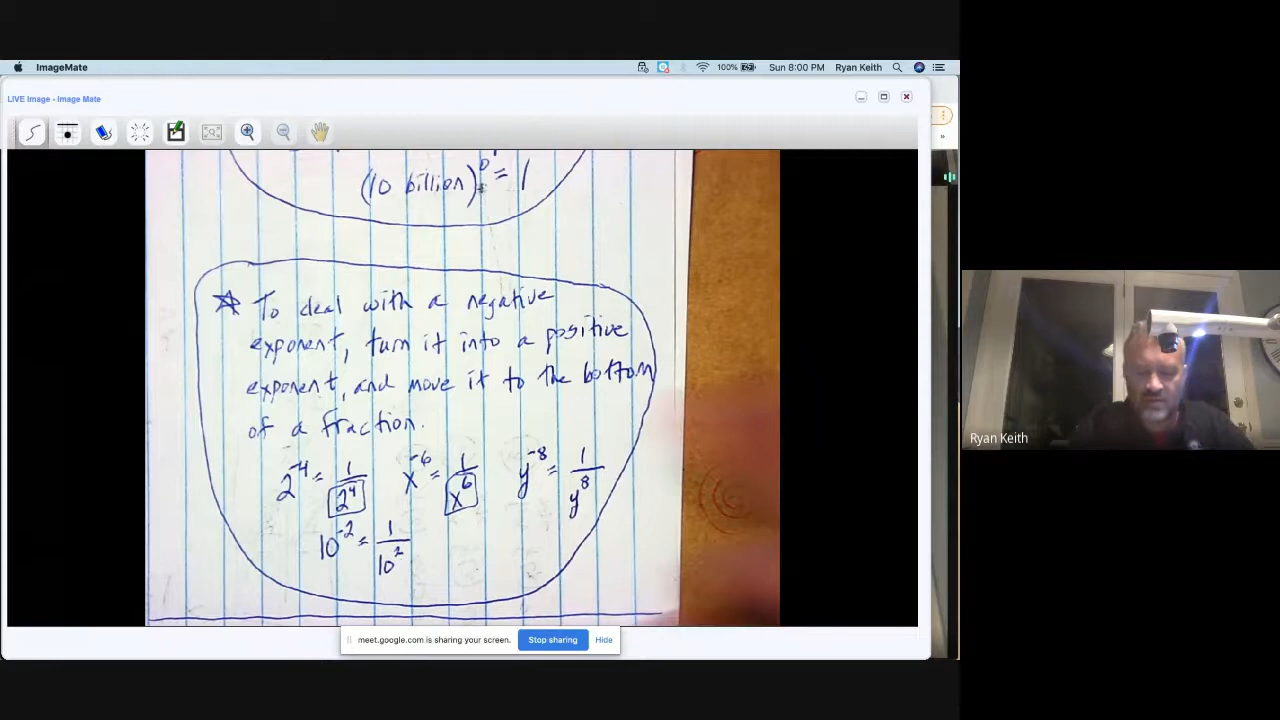 ImageMate
100%
Sun 8:00 PM
Ryan Keith
LIVE Image - Image Mate
(10 billion)⁰ = 1
To deal with a negative
exponent, turn it into a positive
exponent, and move it to the bottom
of a fraction.
2⁻⁴ = 1/2⁴ x⁻⁶ = 1/x⁶ y⁻⁸ = 1/y⁸
10⁻² = 1/10²
meet.google.com is sharing your screen.
Stop sharing
Hide
Ryan Keith